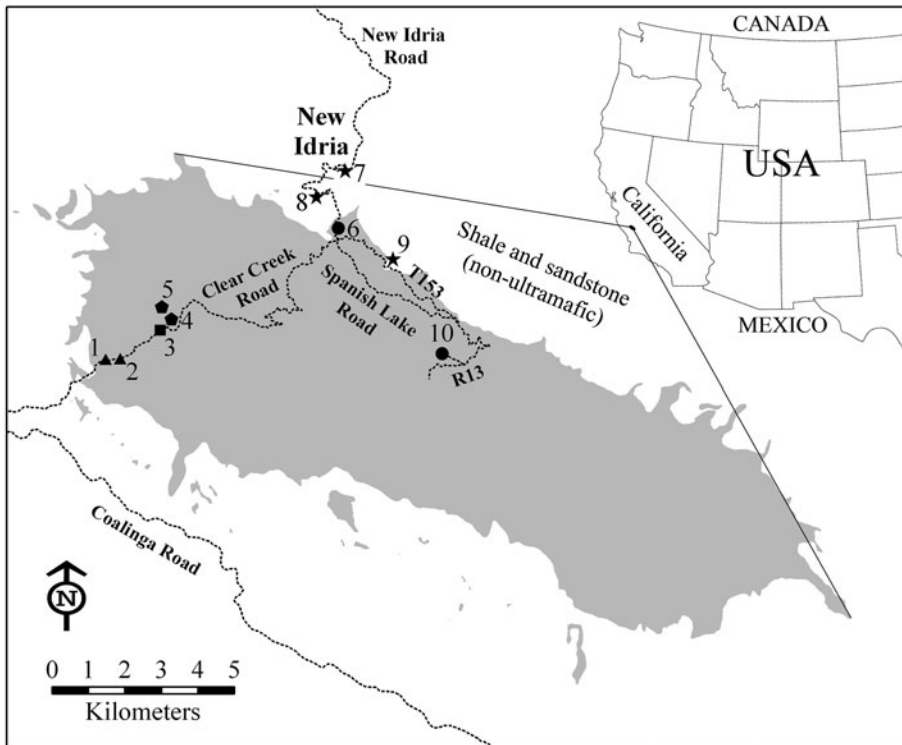 CANADA
USA
California
MEXICO
New Idria
Road
New
Idria
7
8
6
9
T153
Shale and sandstone
(non-ultramafic)
Clear Creek
Road
Spanish Lake
Road
5
4
3
10
R13
1
2
Coalinga Road
N
0 1 2 3 4 5
Kilometers